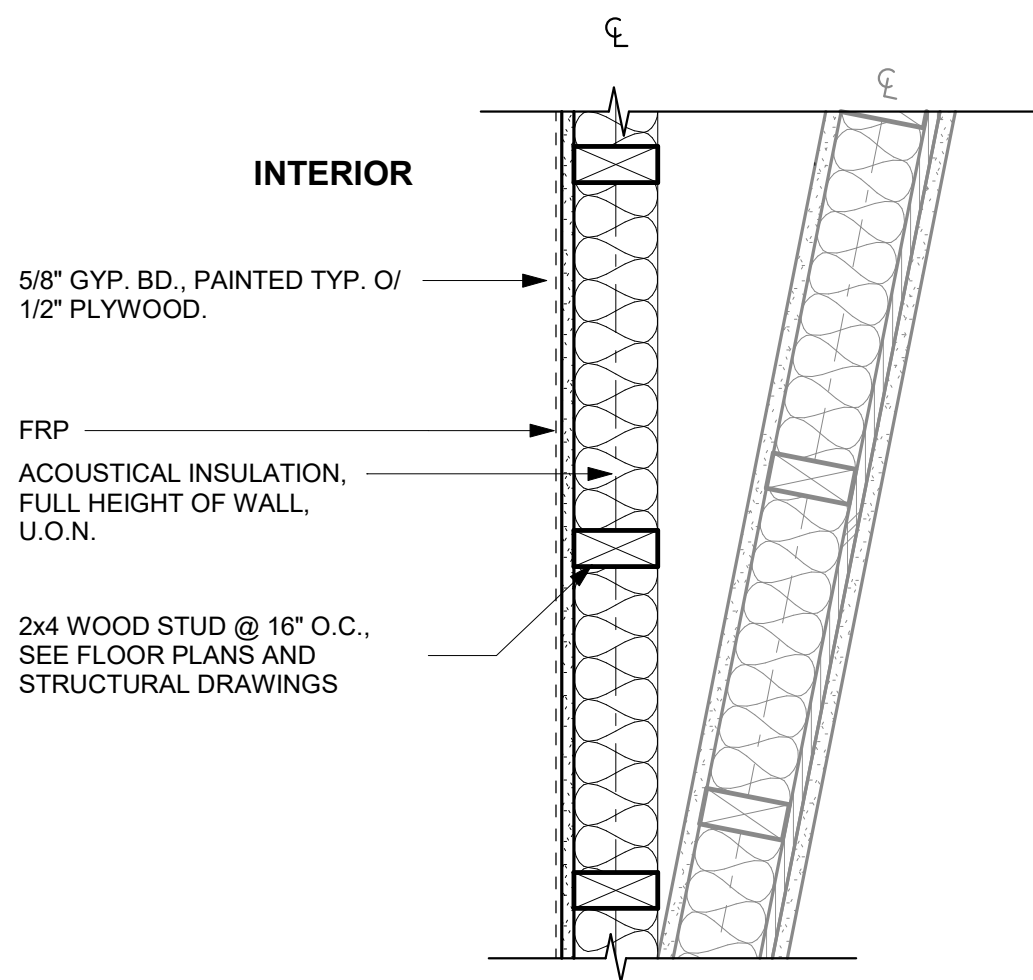 ℄
℄
INTERIOR
5/8" GYP. BD., PAINTED TYP. O/
1/2" PLYWOOD.
FRP
ACOUSTICAL INSULATION,
FULL HEIGHT OF WALL,
U.O.N.
2x4 WOOD STUD @ 16" O.C.,
SEE FLOOR PLANS AND
STRUCTURAL DRAWINGS